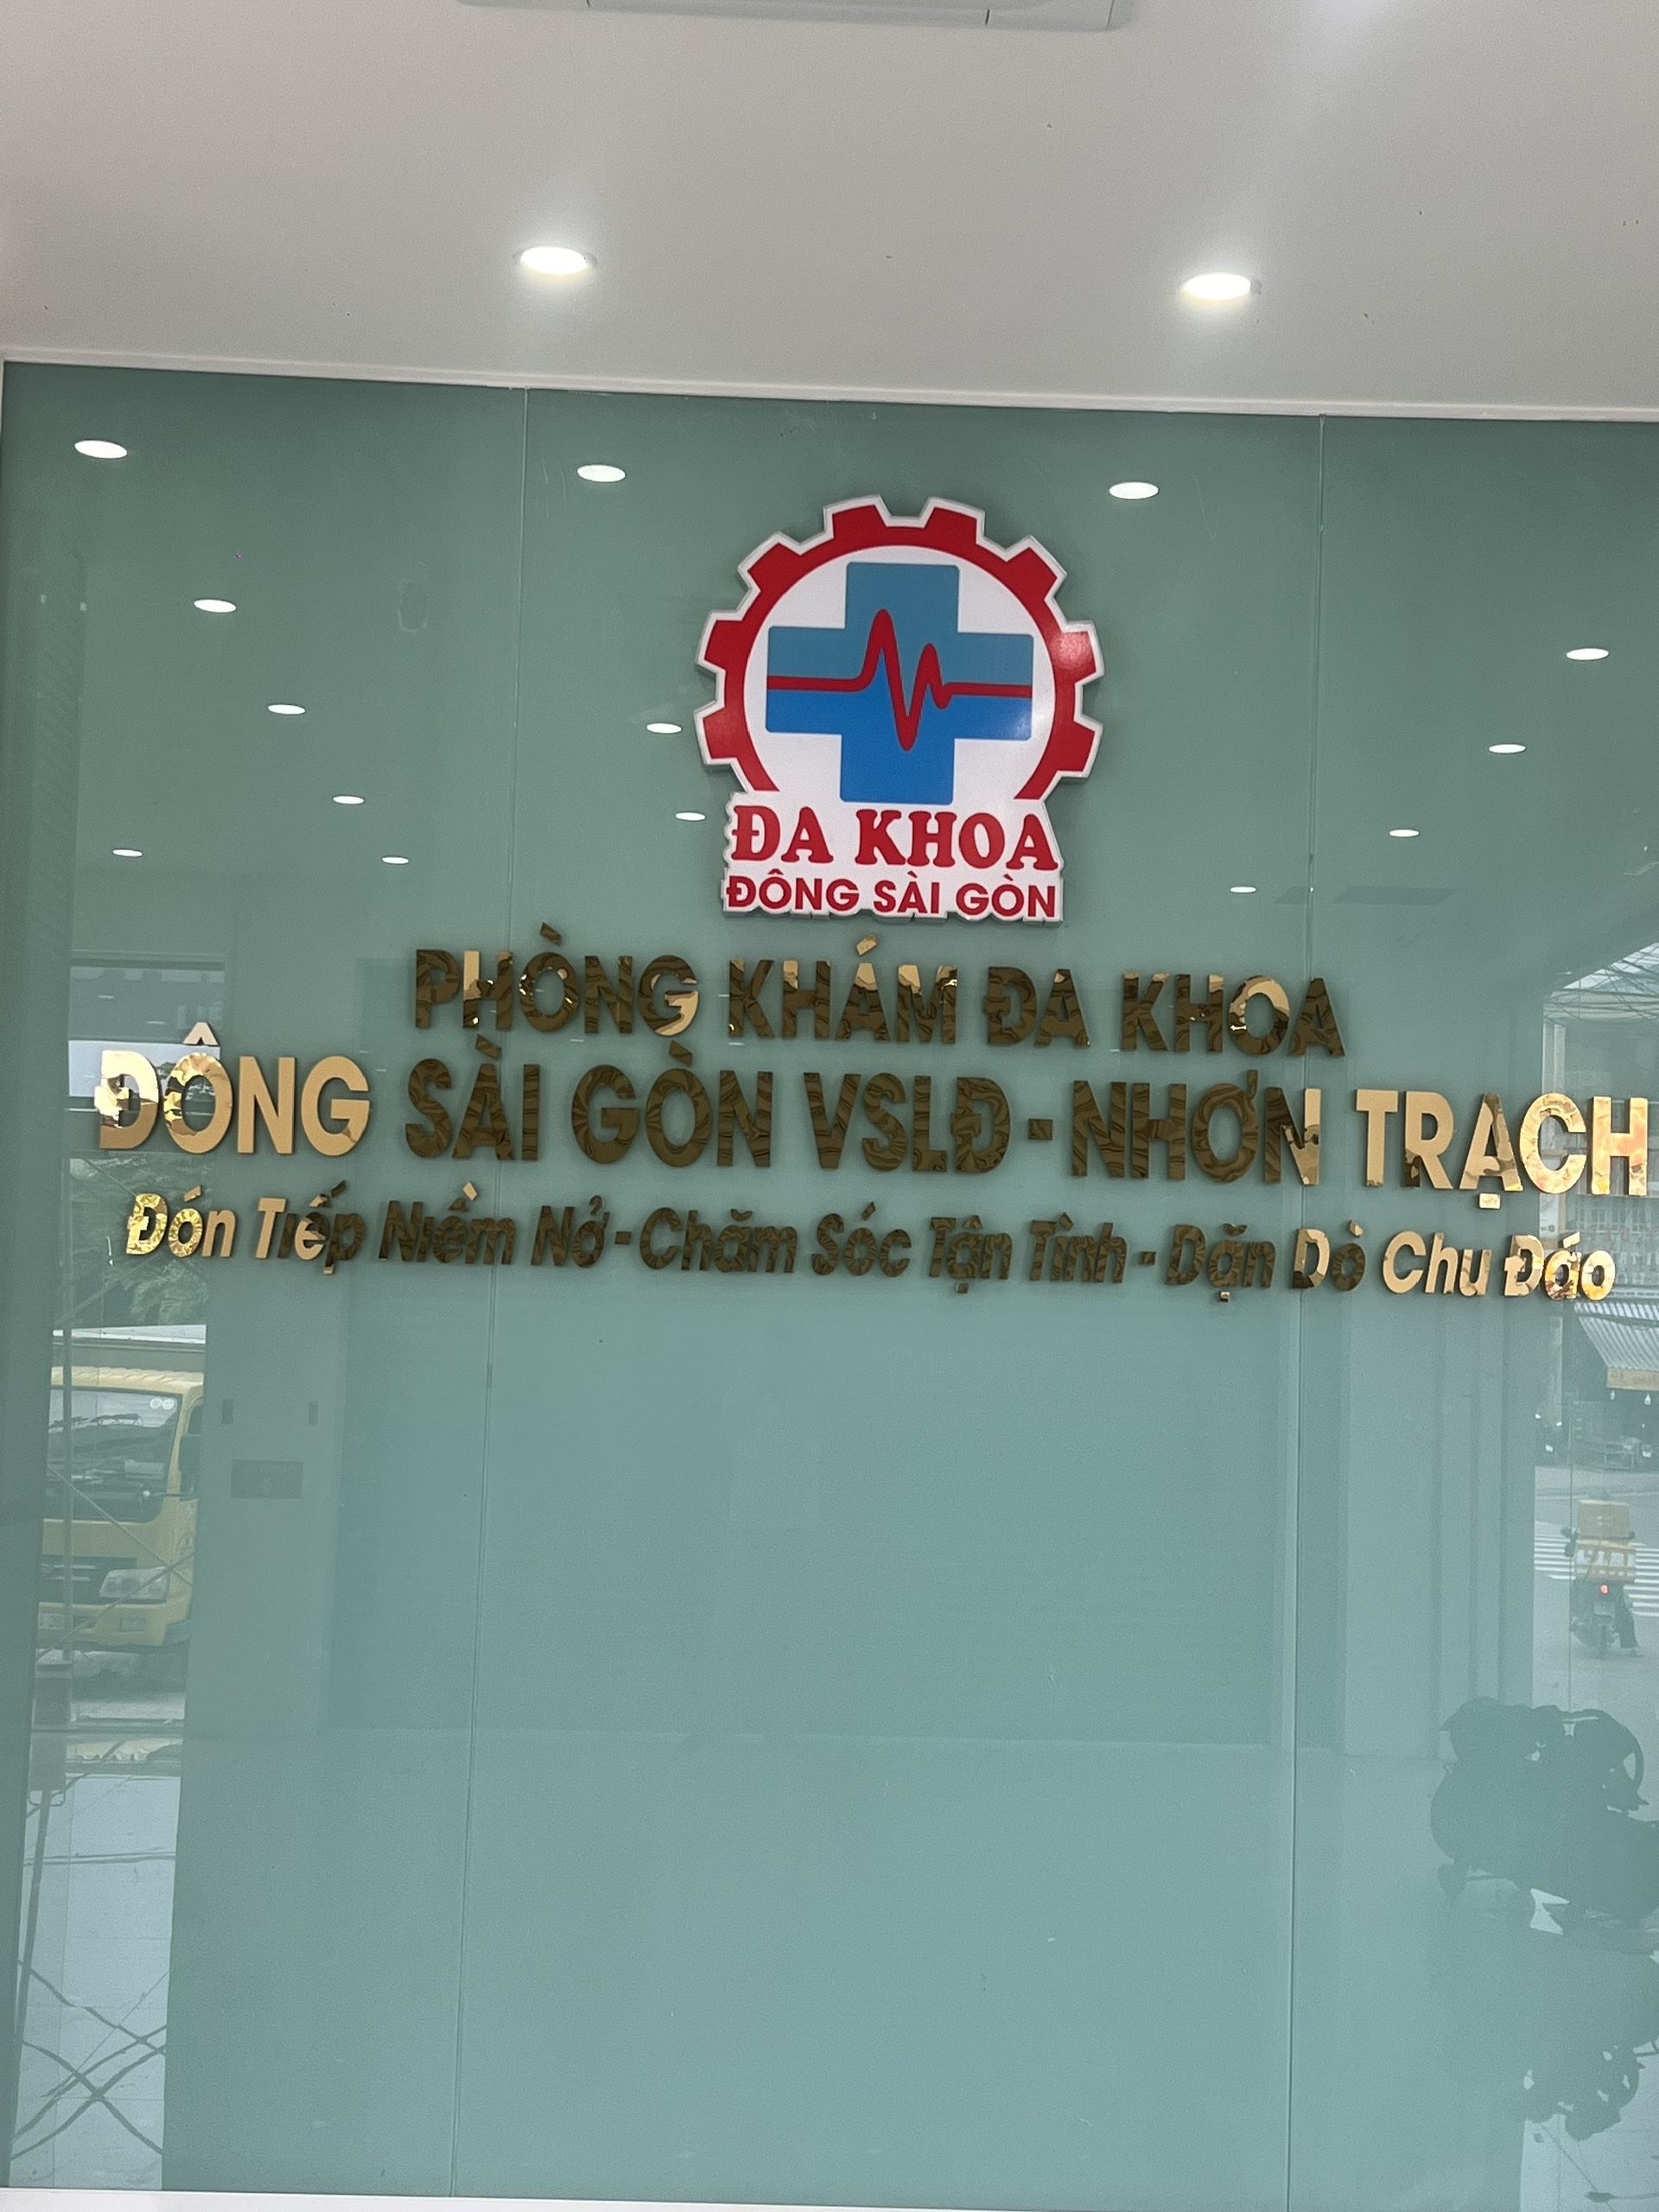 ĐA KHOA
ĐÔNG SÀI GÒN
PHÒNG KHÁM ĐA KHOA
ĐÔNG SÀI GÒN VSLĐ - NHƠN TRẠCH
Đón Tiếp Niềm Nở - Chăm Sóc Tận Tình - Dặn Dò Chu Đáo